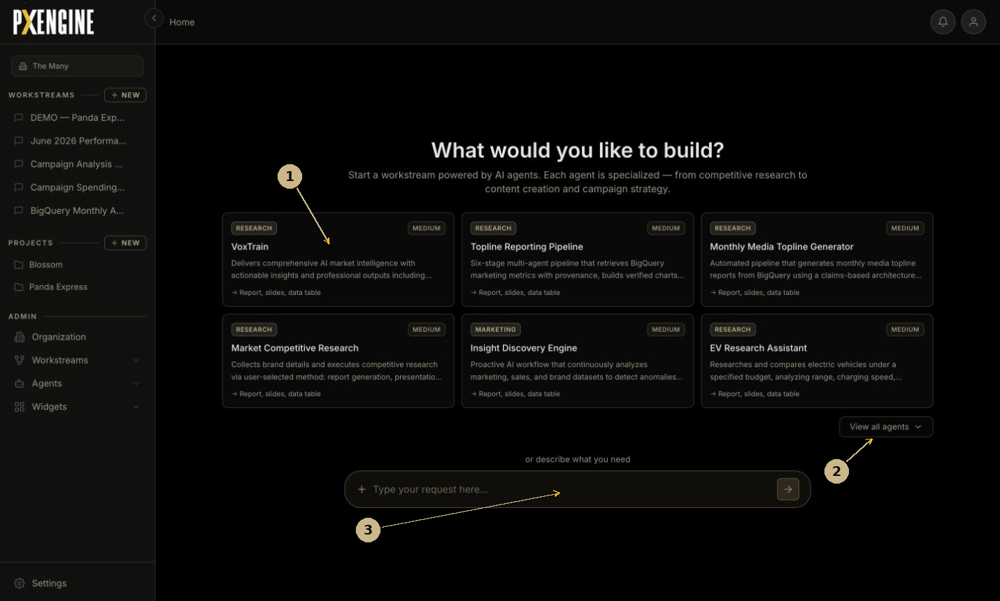 PXENGINE
Home
The Many
WORKSTREAMS
+ NEW
DEMO — Panda Exp...
June 2026 Performa...
Campaign Analysis ...
Campaign Spending...
BigQuery Monthly A...
PROJECTS
+ NEW
Blossom
Panda Express
ADMIN
Organization
Workstreams
Agents
Widgets
Settings
What would you like to build?
Start a workstream powered by AI agents. Each agent is specialized — from competitive research to
content creation and campaign strategy.
1
RESEARCH
MEDIUM
VoxTrain
Delivers comprehensive AI market intelligence with
actionable insights and professional outputs including...
→ Report, slides, data table
RESEARCH
MEDIUM
Topline Reporting Pipeline
Six-stage multi-agent pipeline that retrieves BigQuery
marketing metrics with provenance, builds verified charts...
→ Report, slides, data table
RESEARCH
MEDIUM
Monthly Media Topline Generator
Automated pipeline that generates monthly media topline
reports from BigQuery using a claims-based architecture...
→ Report, slides, data table
RESEARCH
MEDIUM
Market Competitive Research
Collects brand details and executes competitive research
via user-selected method: report generation, presentatio...
→ Report, slides, data table
MARKETING
MEDIUM
Insight Discovery Engine
Proactive AI workflow that continuously analyzes
marketing, sales, and brand datasets to detect anomalies...
→ Report, slides, data table
RESEARCH
MEDIUM
EV Research Assistant
Researches and compares electric vehicles under a
specified budget, analyzing range, charging speed,...
→ Report, slides, data table
View all agents
2
or describe what you need
+ Type your request here...
3